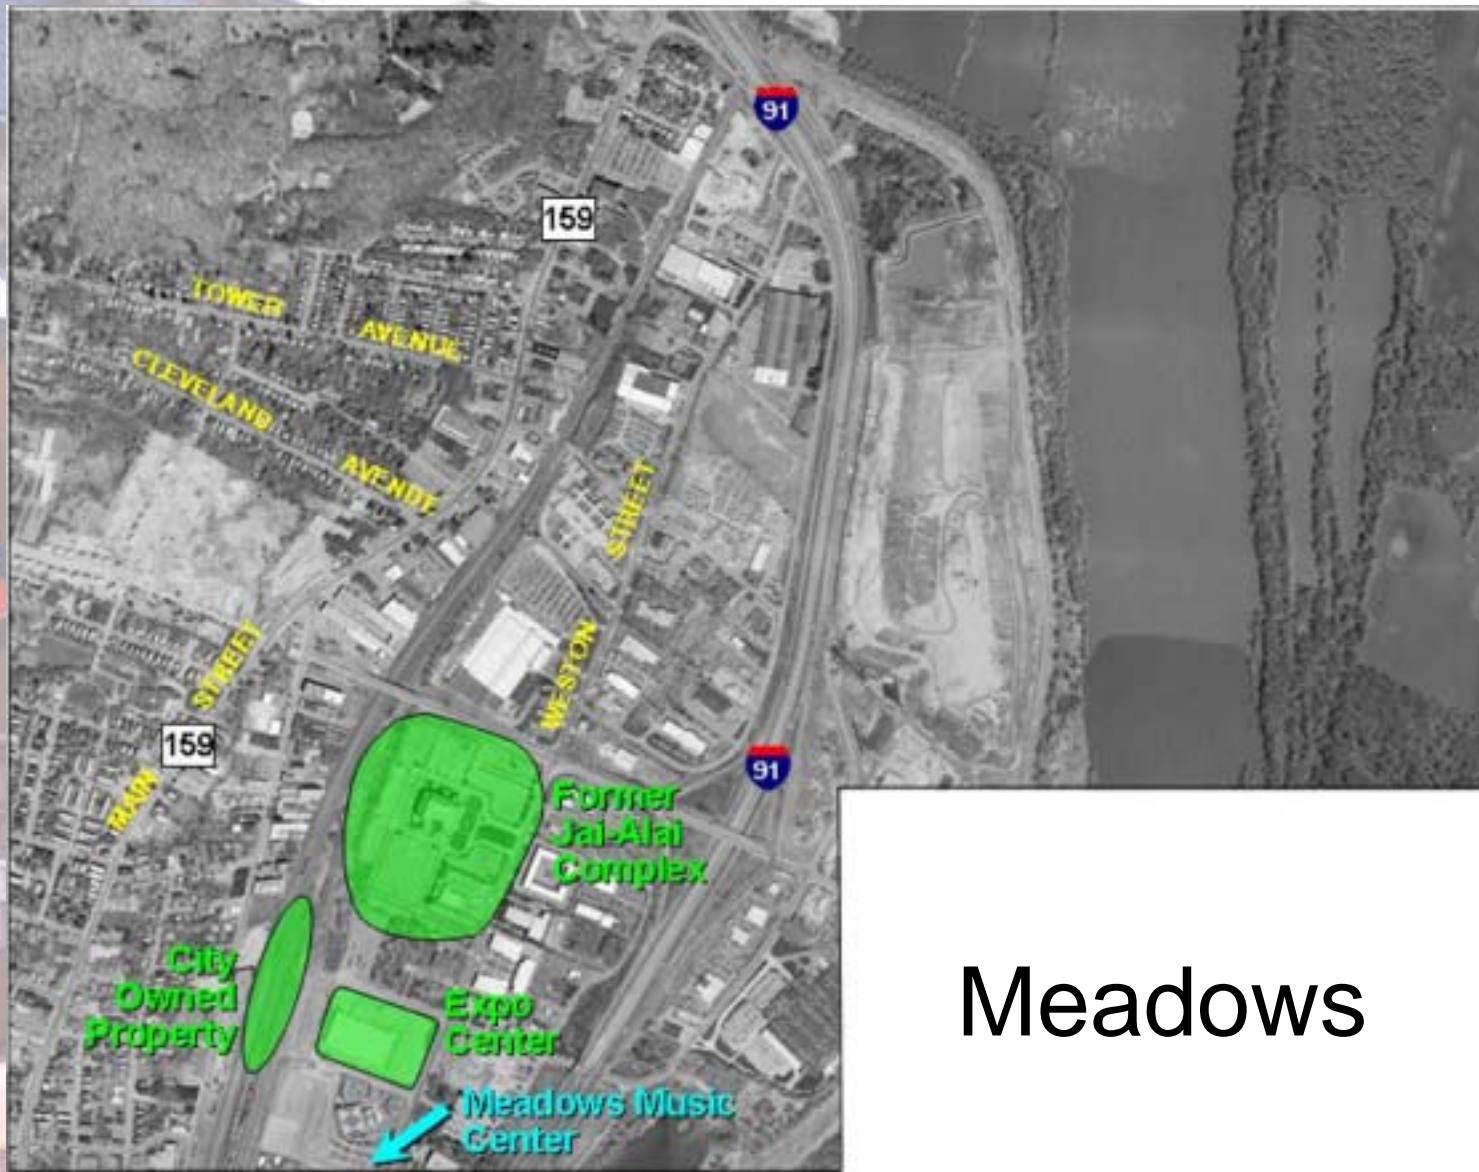 91
159
TOWER
AVENUE
CLEVELAND
AVENUE
STREET
WESTON
STREET
159
MAIN
91
Former
Jai-Alai
Complex
City
Owned
Property
Expo
Center
Meadows Music
Center
Meadows